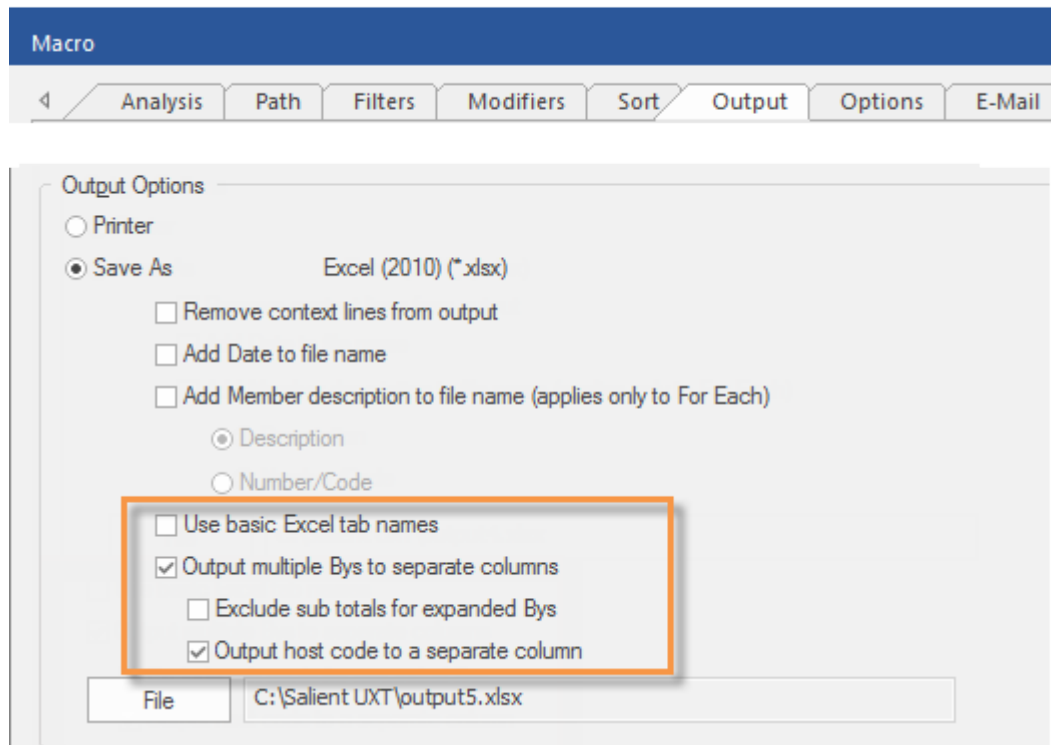 Macro
Analysis Path Filters Modifiers Sort Output Options E-Mail
Output Options
Printer
Save As Excel (2010) (*.xlsx)
Remove context lines from output
Add Date to file name
Add Member description to file name (applies only to For Each)
Description
Number/Code
Use basic Excel tab names
Output multiple Bys to separate columns
Exclude sub totals for expanded Bys
Output host code to a separate column
File C:\Salient UXT\output5.xlsx